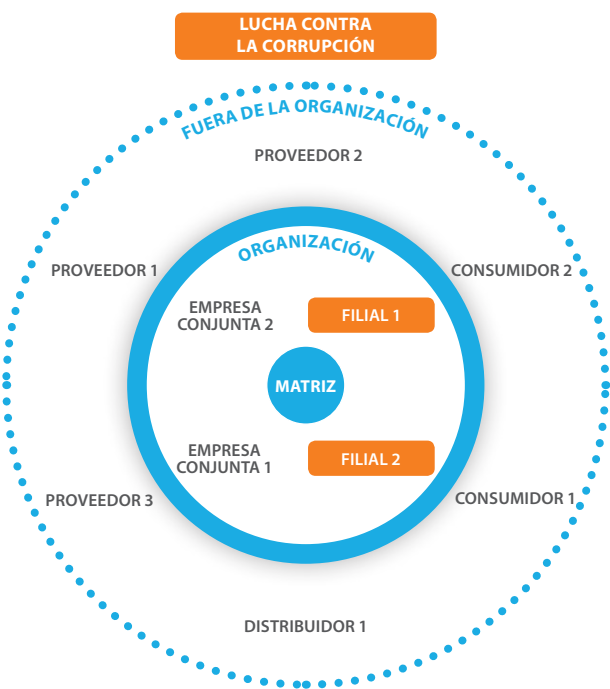 LUCHA CONTRA
LA CORRUPCIÓN
FUERA DE LA ORGANIZACIÓN
PROVEEDOR 2
ORGANIZACIÓN
PROVEEDOR 1
CONSUMIDOR 2
EMPRESA
CONJUNTA 2
FILIAL 1
MATRIZ
EMPRESA
CONJUNTA 1
FILIAL 2
PROVEEDOR 3
CONSUMIDOR 1
DISTRIBUIDOR 1